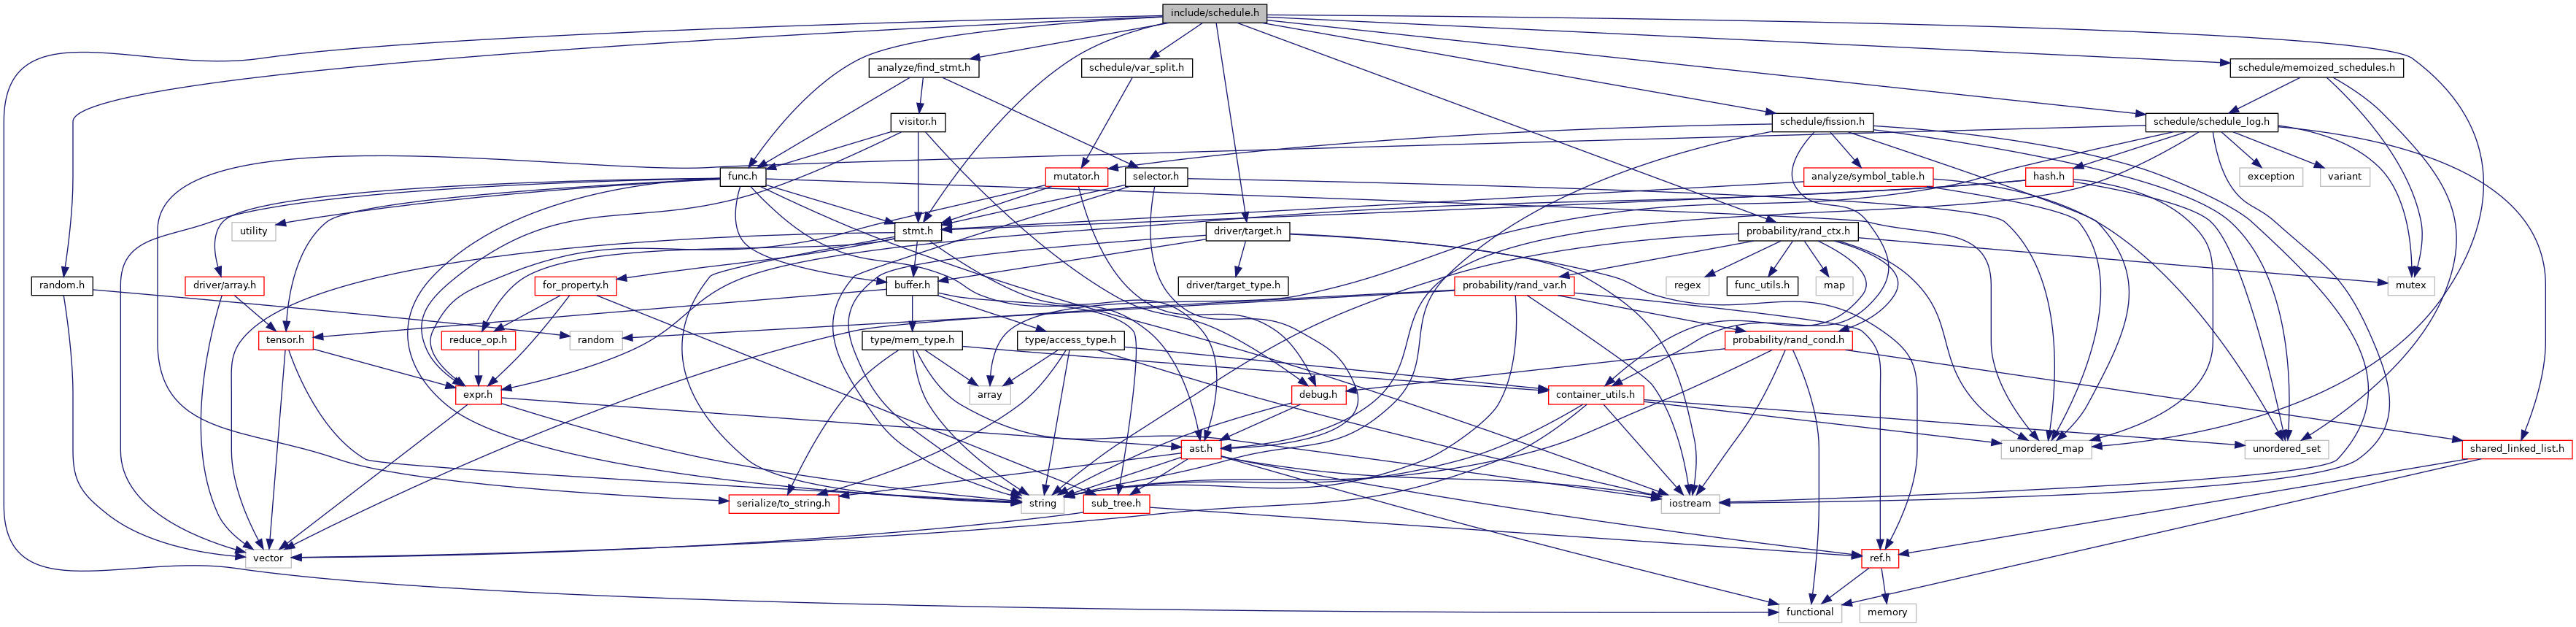 include/schedule.h
analyze/find_stmt.h
schedule/var_split.h
schedule/memoized_schedules.h
visitor.h
schedule/fission.h
schedule/schedule_log.h
func.h
mutator.h
selector.h
analyze/symbol_table.h
hash.h
exception
variant
utility
stmt.h
driver/target.h
probability/rand_ctx.h
random.h
driver/array.h
for_property.h
buffer.h
driver/target_type.h
probability/rand_var.h
regex
func_utils.h
map
mutex
tensor.h
reduce_op.h
random
type/mem_type.h
type/access_type.h
probability/rand_cond.h
expr.h
array
debug.h
container_utils.h
ast.h
unordered_map
unordered_set
shared_linked_list.h
serialize/to_string.h
string
sub_tree.h
iostream
vector
ref.h
functional
memory